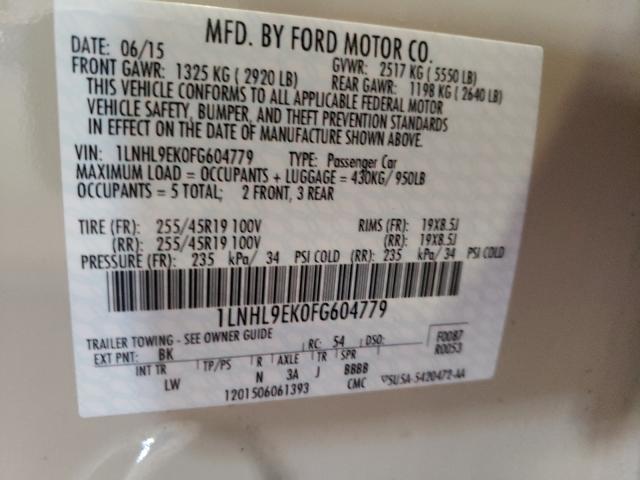 MFD. BY FORD MOTOR CO.
DATE: 06/15 GVWR: 2517 KG ( 5550 LB)
FRONT GAWR: 1325 KG ( 2920 LB) REAR GAWR: 1198 KG ( 2640 LB)
THIS VEHICLE CONFORMS TO ALL APPLICABLE FEDERAL MOTOR
VEHICLE SAFETY, BUMPER, AND THEFT PREVENTION STANDARDS
IN EFFECT ON THE DATE OF MANUFACTURE SHOWN ABOVE.
VIN: 1LNHL9EK0FG604779 TYPE: Passenger Car
MAXIMUM LOAD = OCCUPANTS + LUGGAGE = 430KG/ 950LB
OCCUPANTS = 5 TOTAL; 2 FRONT, 3 REAR
TIRE (FR): 255/45R19 100V RIMS (FR): 19X8.5J
(RR): 255/45R19 100V (RR): 19X8.5J
PRESSURE (FR): 235 kPa/ 34 PSI COLD (RR): 235 kPa/ 34 PSI COLD
1LNHL9EK0FG604779
TRAILER TOWING - SEE OWNER GUIDE F0087
EXT PNT: BK RC: 54 DSO: R0053
INT TR TP/PS R AXLE TR SPR
LW N 3A J BBBB
1201506061393 CMC SU5A-5420472-AA